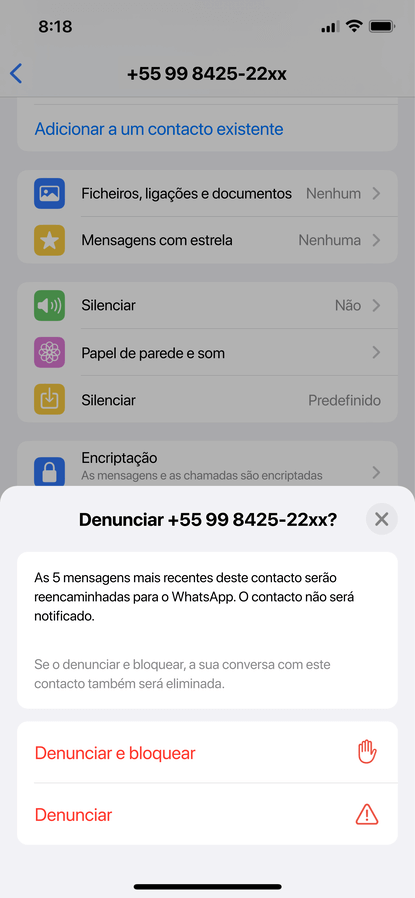 8:18
+55 99 8425-22xx
Adicionar a um contacto existente
Ficheiros, ligações e documentos Nenhum
Mensagens com estrela Nenhuma
Silenciar Não
Papel de parede e som
Silenciar Predefinido
Encriptação
As mensagens e as chamadas são encriptadas
Denunciar +55 99 8425-22xx?
As 5 mensagens mais recentes deste contacto serão
reencaminhadas para o WhatsApp. O contacto não será
notificado.
Se o denunciar e bloquear, a sua conversa com este
contacto também será eliminada.
Denunciar e bloquear
Denunciar